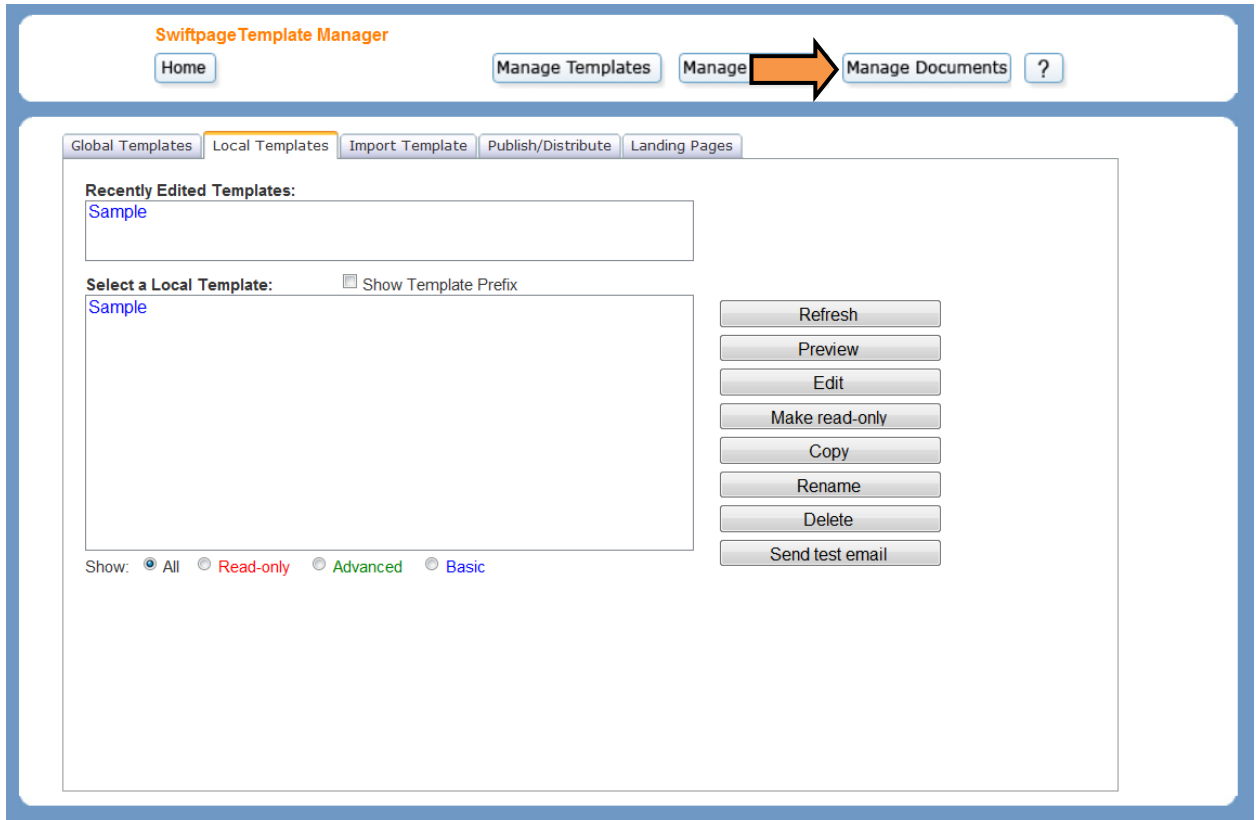 Swiftpage Template Manager
Home Manage Templates Manage Manage Documents ?
Global Templates Local Templates Import Template Publish/Distribute Landing Pages
Recently Edited Templates:
Sample
Select a Local Template: Show Template Prefix
Sample
Refresh
Preview
Edit
Make read-only
Copy
Rename
Delete
Send test email
Show: All Read-only Advanced Basic